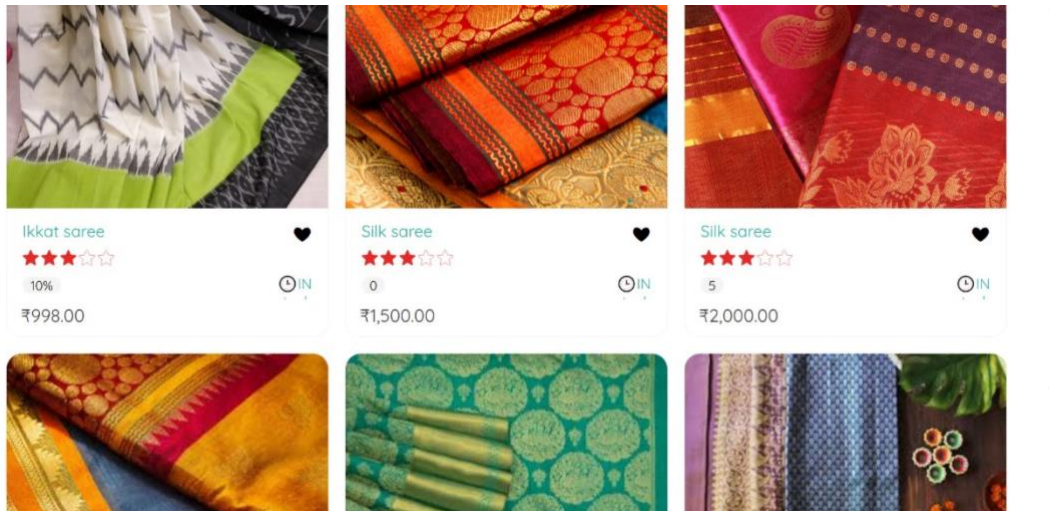 Ikkat saree
10%
IN
₹998.00
Silk saree
0
IN
₹1,500.00
Silk saree
5
IN
₹2,000.00